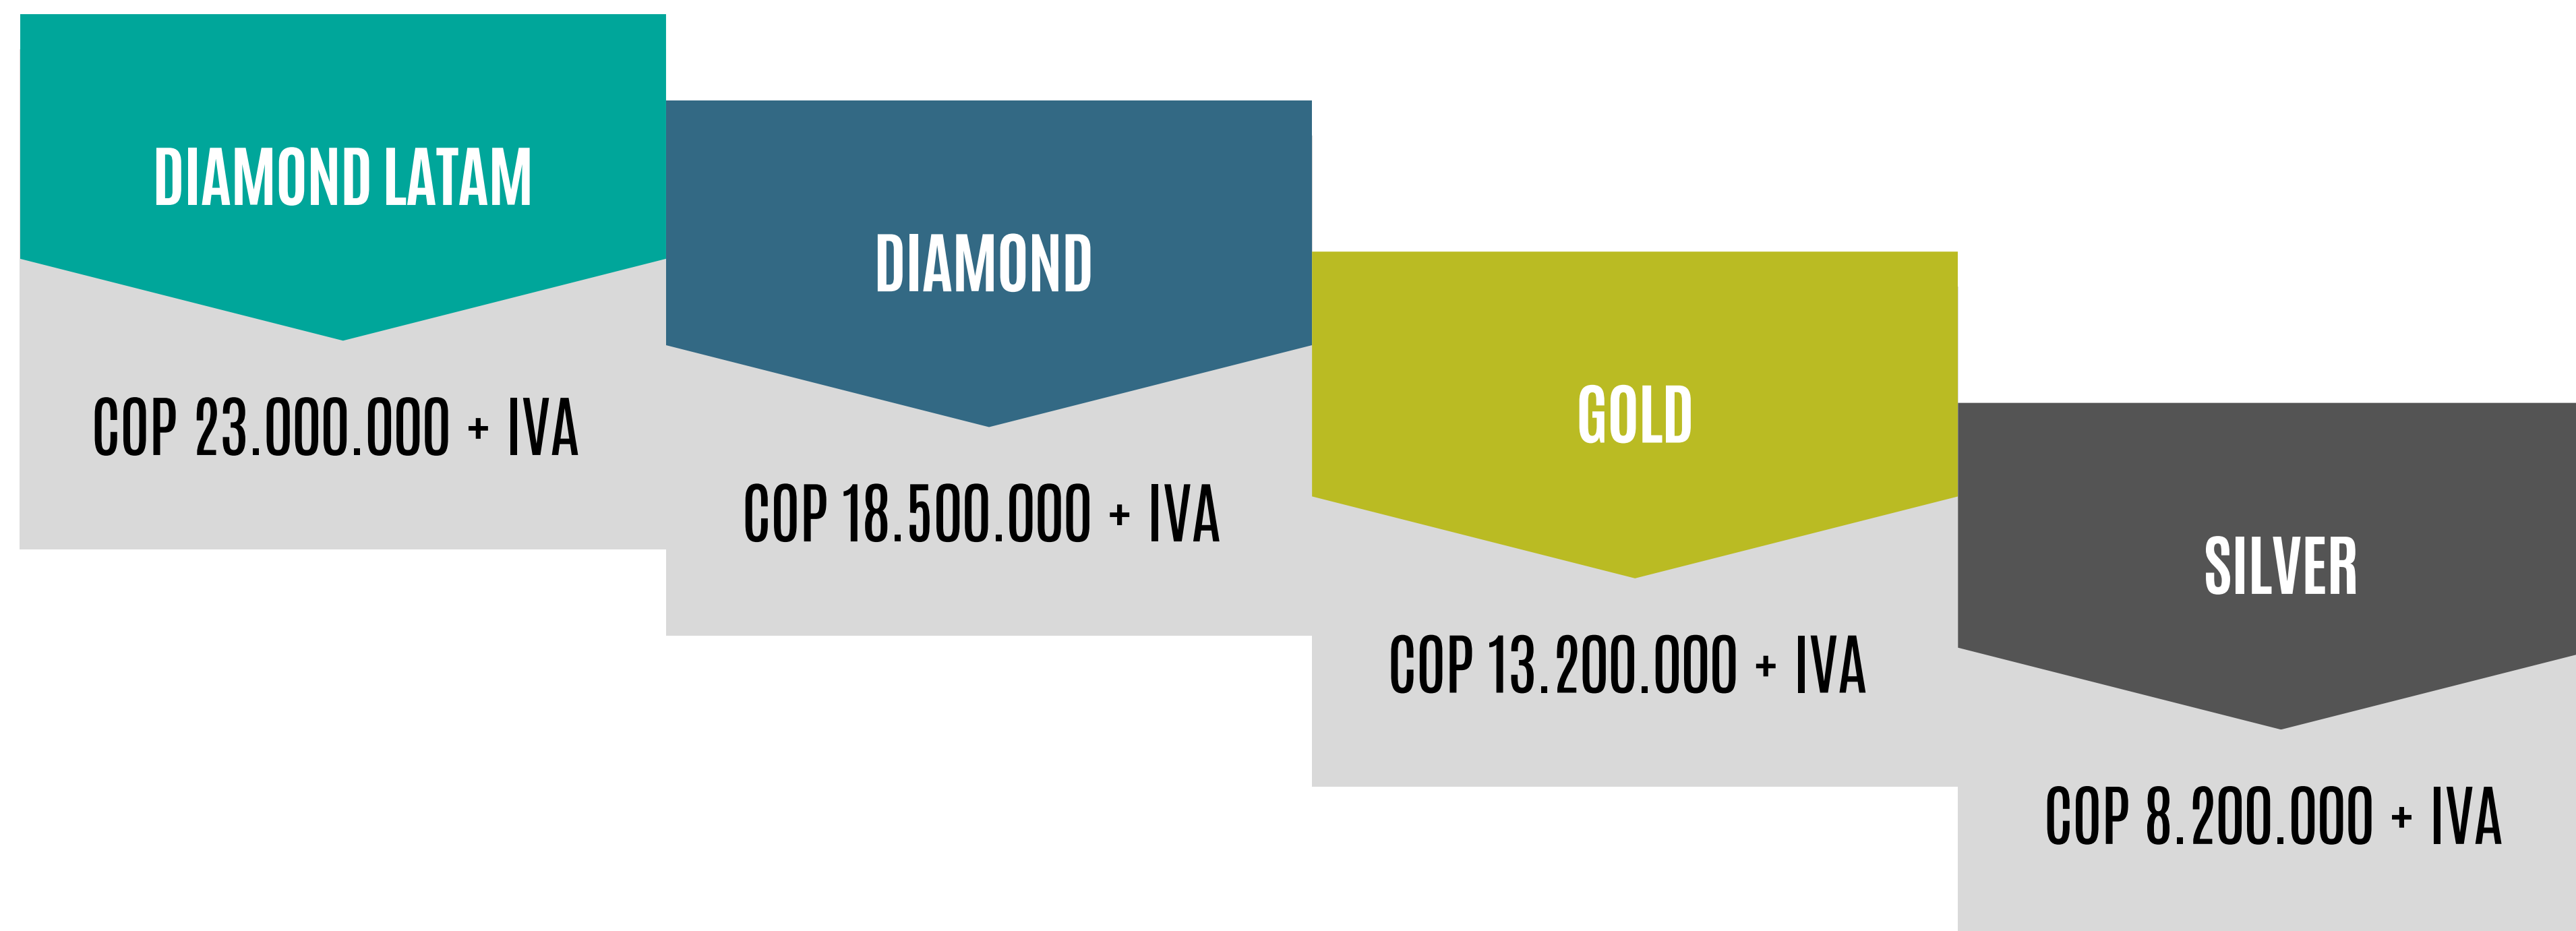 DIAMOND LATAM
COP 23.000.000 + IVA
DIAMOND
COP 18.500.000 + IVA
GOLD
COP 13.200.000 + IVA
SILVER
COP 8.200.000 + IVA